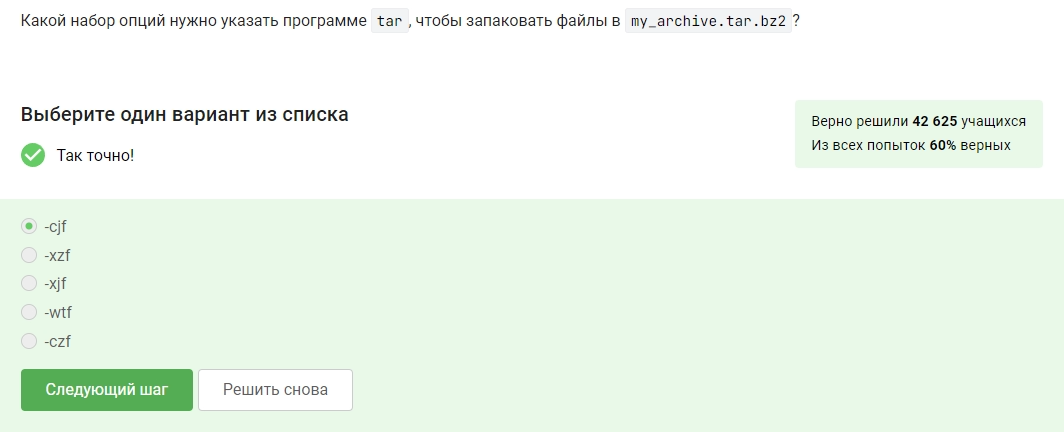 Какой набор опций нужно указать программе tar, чтобы запаковать файлы в my_archive.tar.bz2?
Выберите один вариант из списка
Так точно!
Верно решили 42 625 учащихся
Из всех попыток 60% верных
-cjf
-xzf
-xjf
-wtf
-czf
Следующий шаг
Решить снова